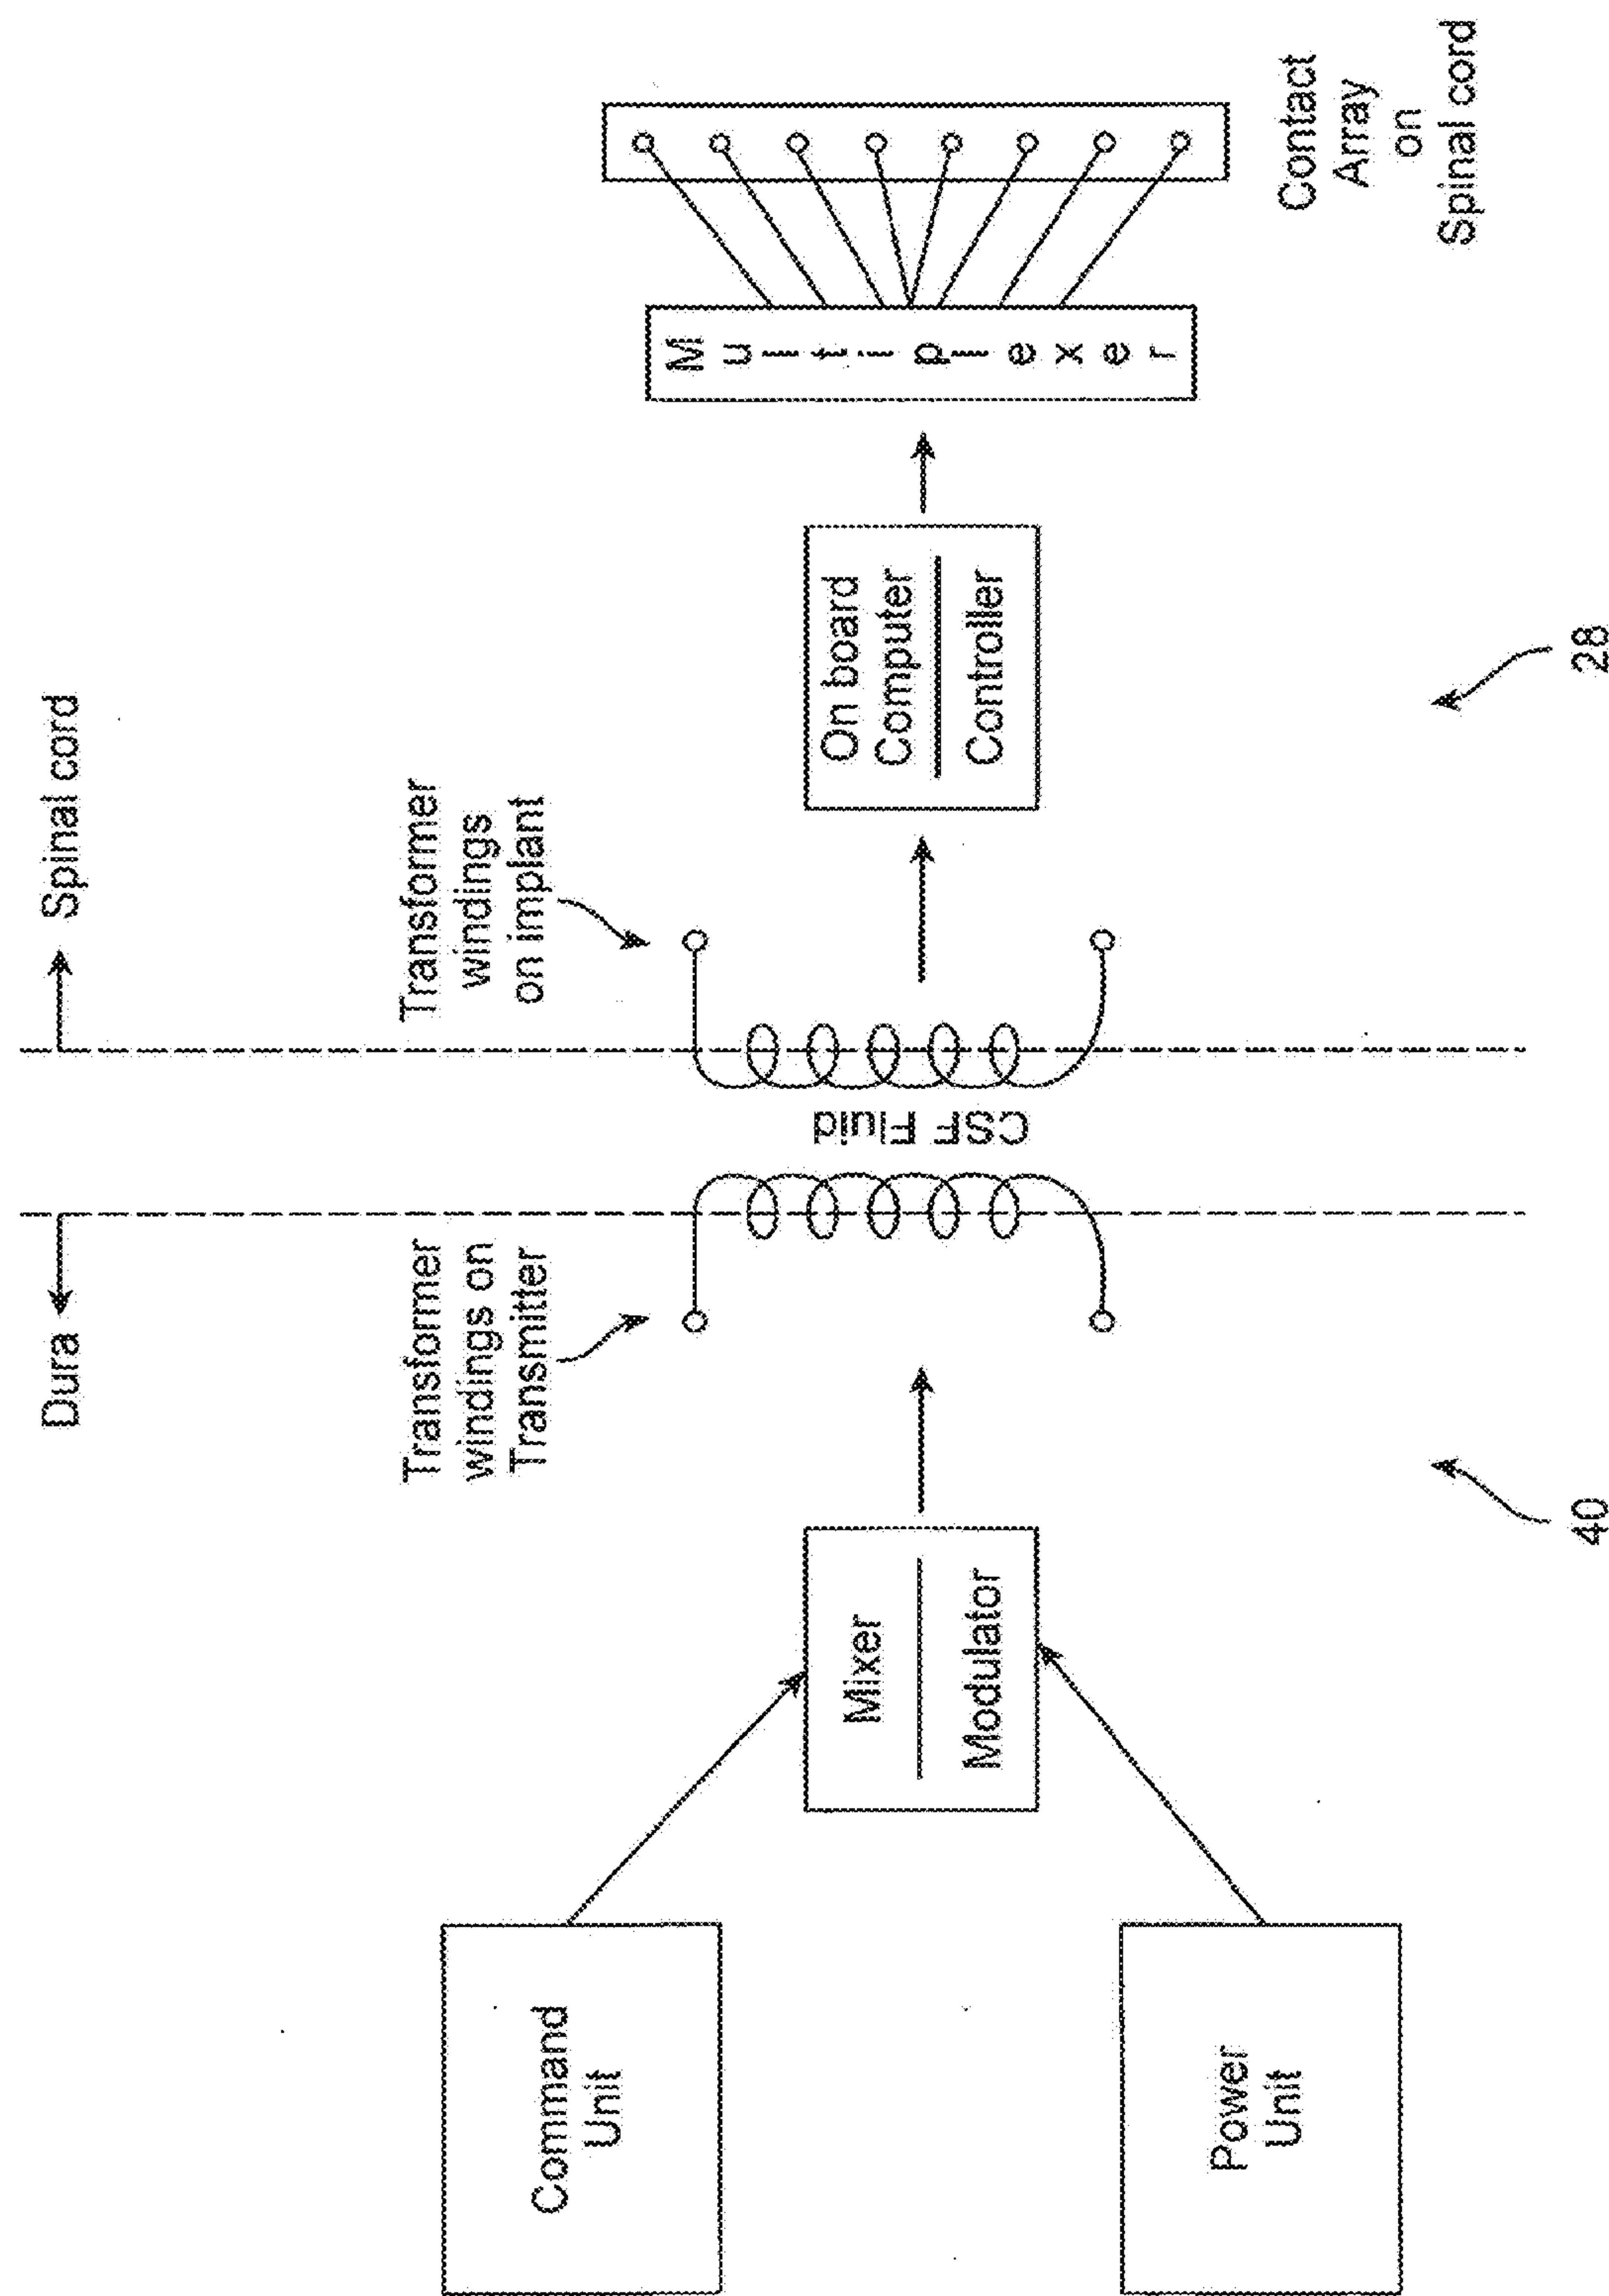 Dura
Spinal cord
Transformer
windings on
Transmitter
Transformer
windings
on implant
Command
Unit
Power
Unit
Mixer
Modulator
CSF Fluid
On board
Computer
Controller
Multiplexer
Contact
Array
on
Spinal cord
40
28